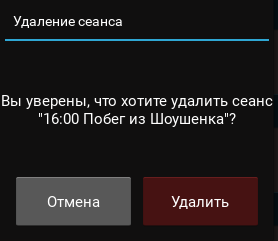 Удаление сеанса
Вы уверены, что хотите удалить сеанс
"16:00 Побег из Шоушенка"?
Отмена
Удалить